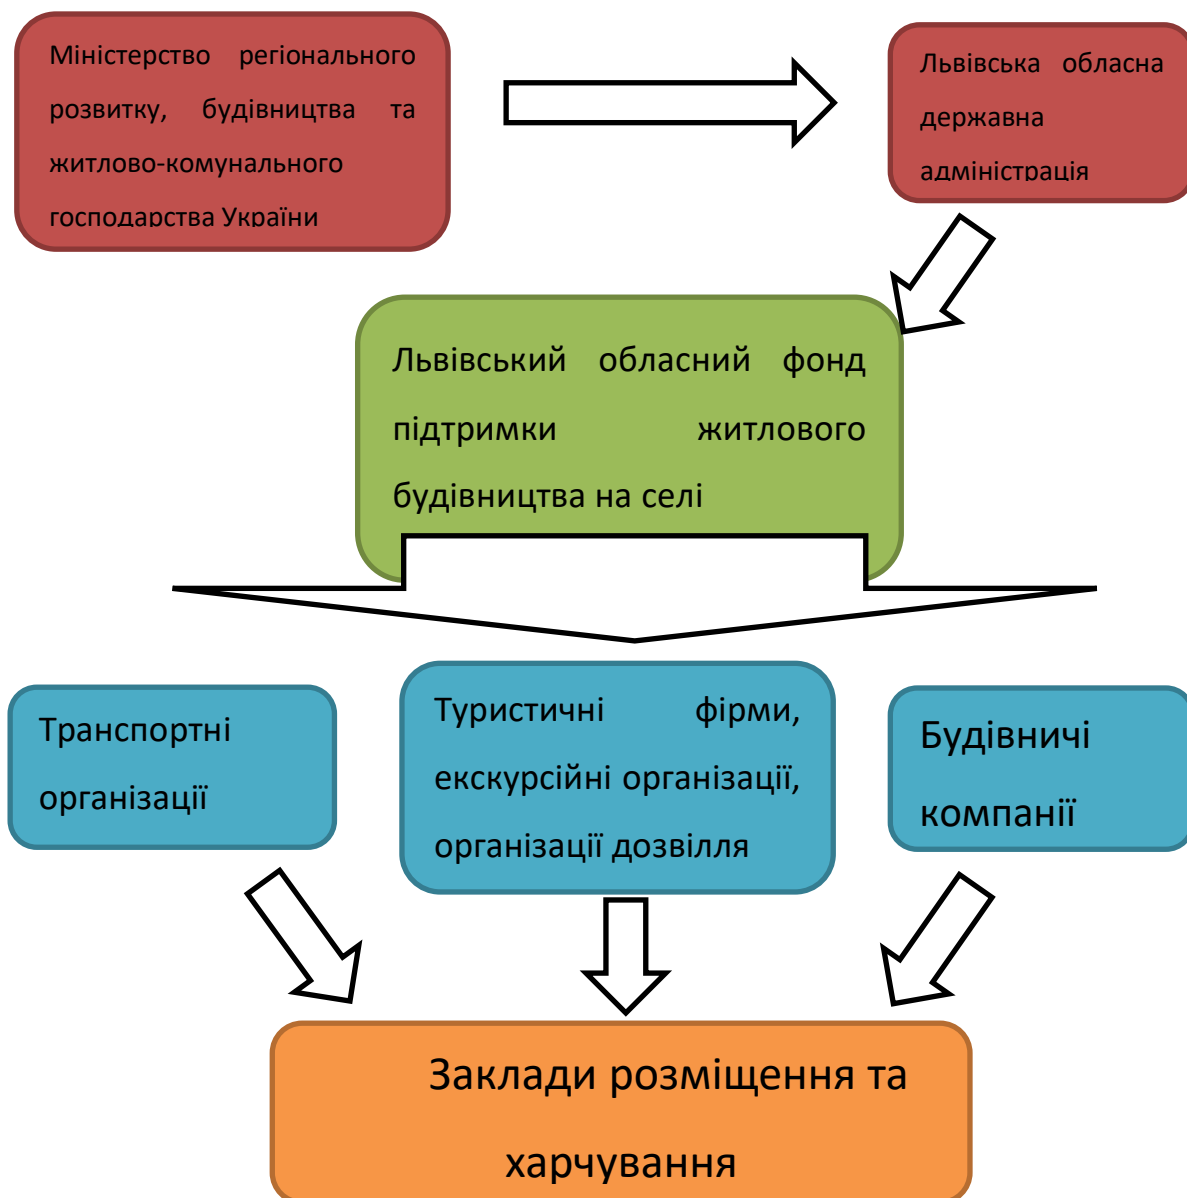 Міністерство регіонального
розвитку, будівництва та
житлово-комунального
господарства України
Львівська обласна
державна
адміністрація
Львівський обласний фонд
підтримки житлового
будівництва на селі
Транспортні
організації
Туристичні фірми,
екскурсійні організації,
організації дозвілля
Будівничі
компанії
Заклади розміщення та
харчування